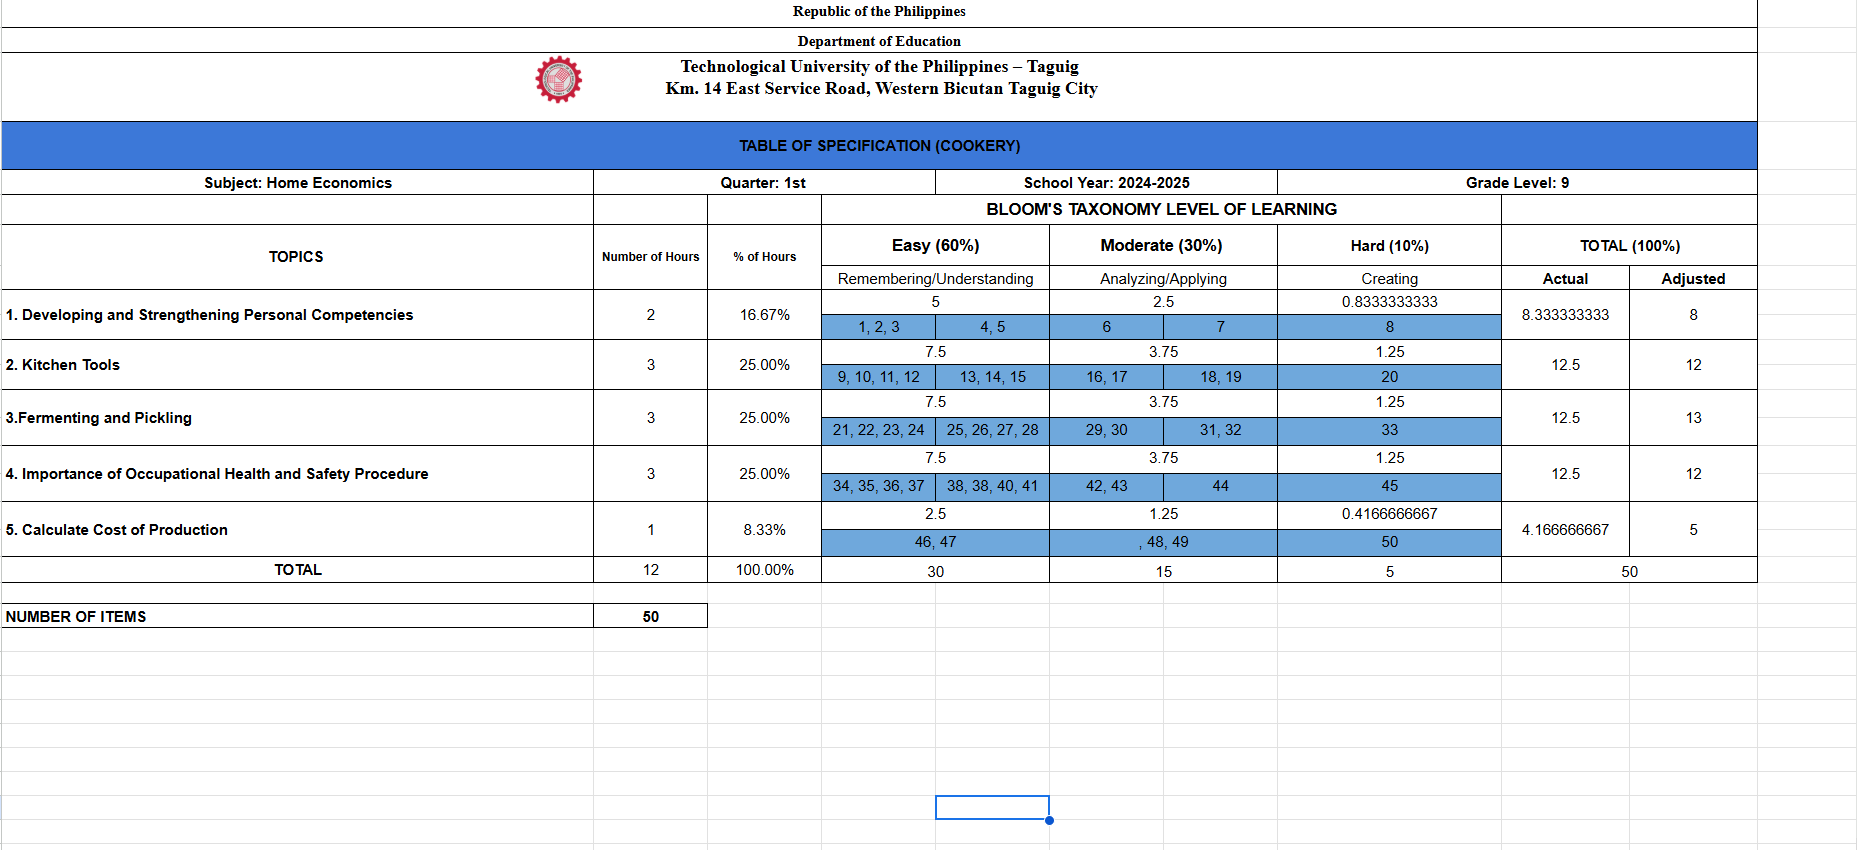 Republic of the Philippines
Department of Education
Technological University of the Philippines – Taguig
Km. 14 East Service Road, Western Bicutan Taguig City
TABLE OF SPECIFICATION (COOKERY)
Subject: Home Economics Quarter: 1st School Year: 2024-2025 Grade Level: 9
BLOOM'S TAXONOMY LEVEL OF LEARNING
TOPICS Number of Hours % of Hours Easy (60%) Moderate (30%) Hard (10%) TOTAL (100%)
Remembering/Understanding Analyzing/Applying Creating Actual Adjusted
1. Developing and Strengthening Personal Competencies 2 16.67% 5 2.5 0.8333333333 8.333333333 8
1, 2, 3 4, 5 6 7 8
2. Kitchen Tools 3 25.00% 7.5 3.75 1.25 12.5 12
9, 10, 11, 12 13, 14, 15 16, 17 18, 19 20
3.Fermenting and Pickling 3 25.00% 7.5 3.75 1.25 12.5 13
21, 22, 23, 24 25, 26, 27, 28 29, 30 31, 32 33
4. Importance of Occupational Health and Safety Procedure 3 25.00% 7.5 3.75 1.25 12.5 12
34, 35, 36, 37 38, 38, 40, 41 42, 43 44 45
5. Calculate Cost of Production 1 8.33% 2.5 1.25 0.4166666667 4.166666667 5
46, 47 , 48, 49 50
TOTAL 12 100.00% 30 15 5 50
NUMBER OF ITEMS 50